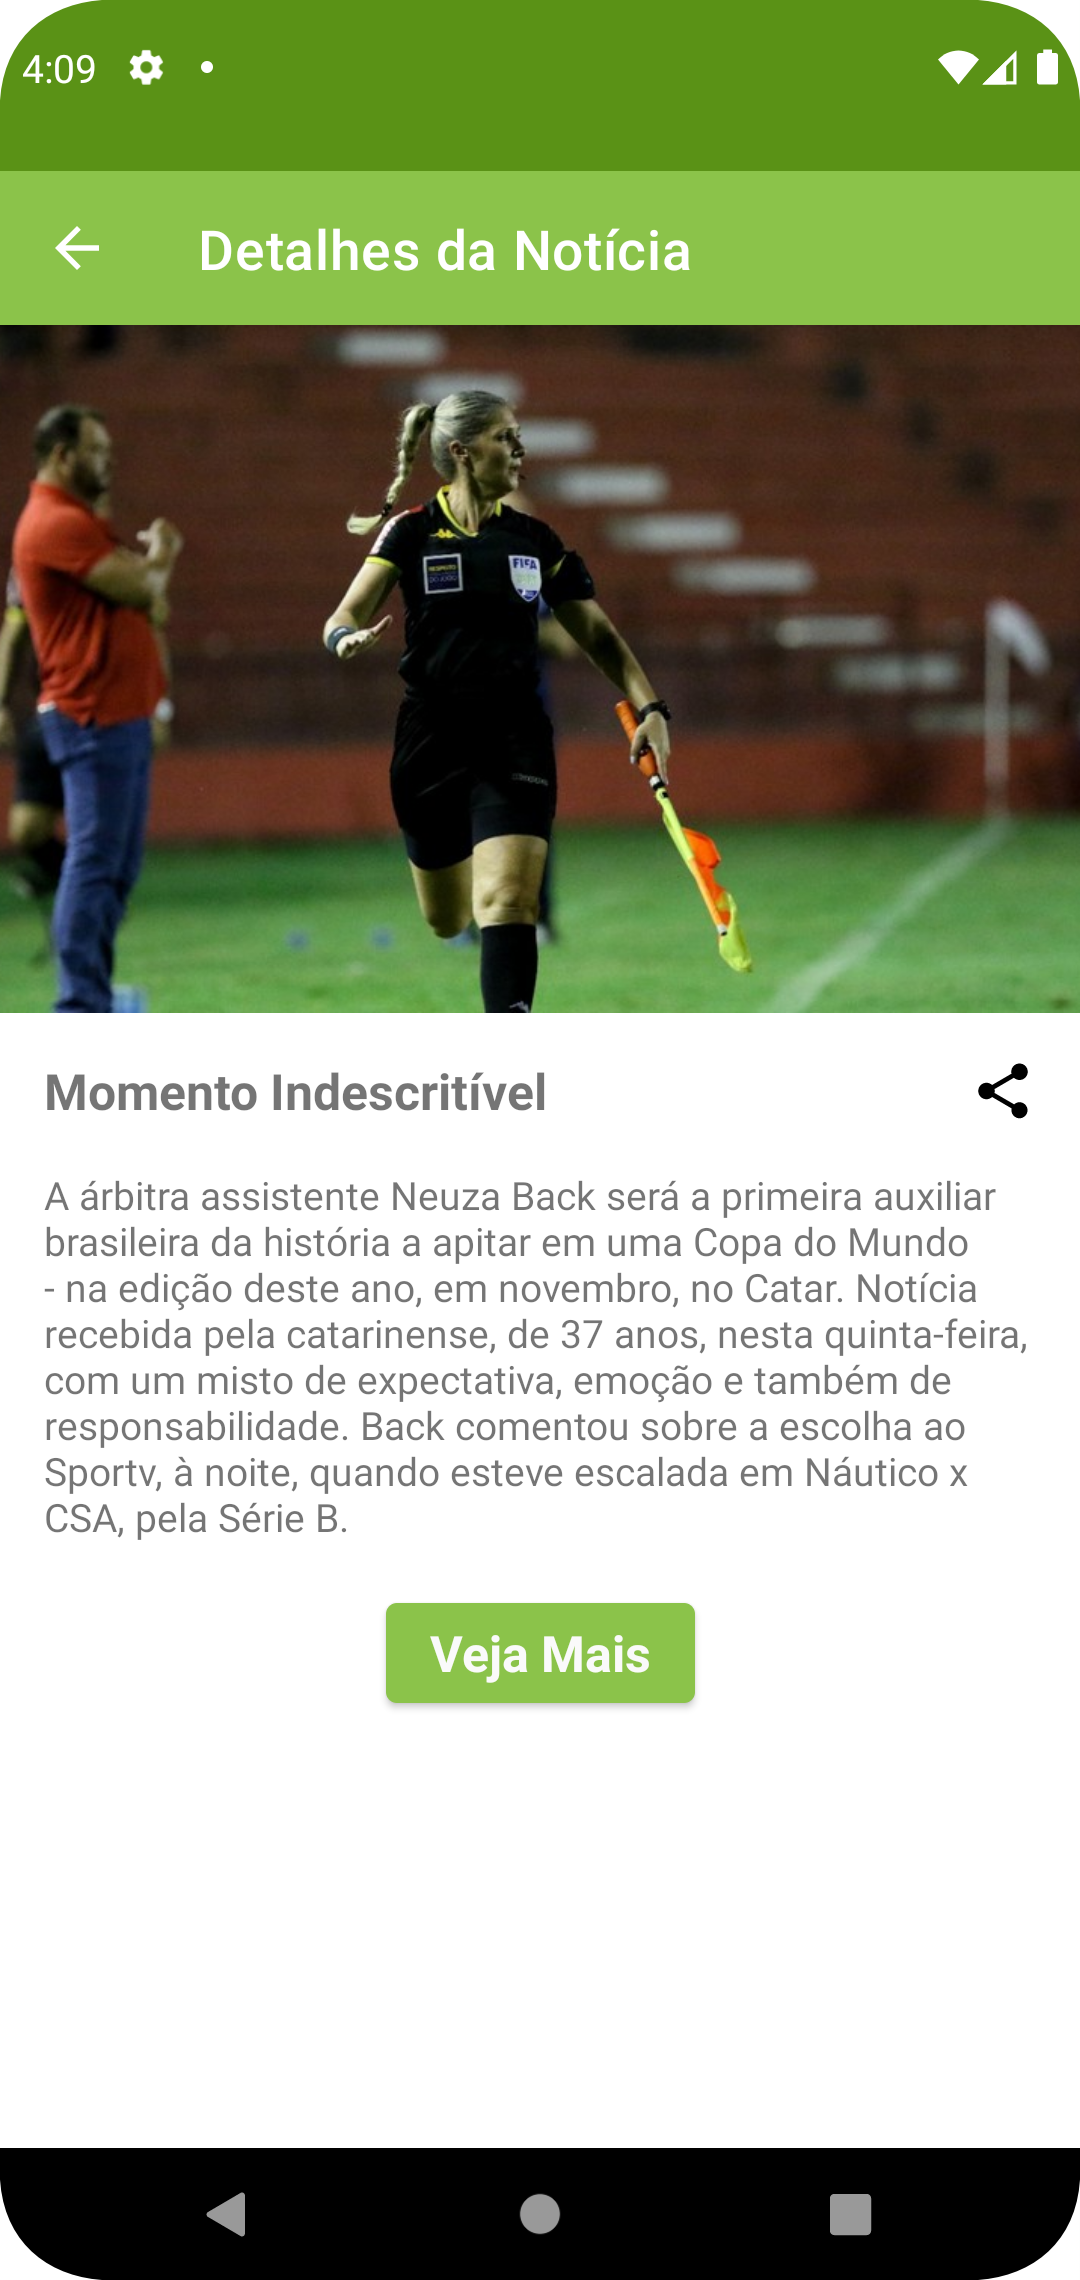 4:09
Detalhes da Notícia
FIFA
Momento Indescritível
A árbitra assistente Neuza Back será a primeira auxiliar
brasileira da história a apitar em uma Copa do Mundo
- na edição deste ano, em novembro, no Catar. Notícia
recebida pela catarinense, de 37 anos, nesta quinta-feira,
com um misto de expectativa, emoção e também de
responsabilidade. Back comentou sobre a escolha ao
Sportv, à noite, quando esteve escalada em Náutico x
CSA, pela Série B.
Veja Mais